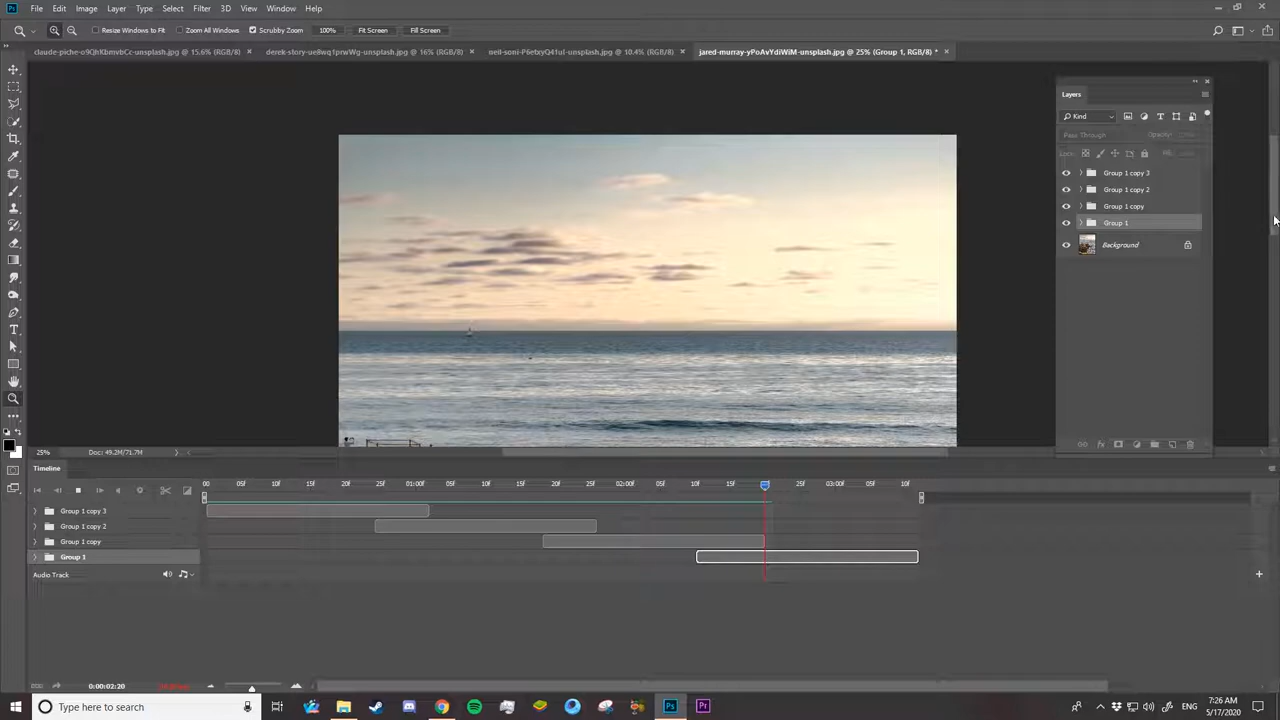 Ps File Edit Image Layer Type Select Filter 3D View Window Help
Resize Windows to Fit Zoom All Windows Scrubby Zoom 100% Fit Screen Fill Screen
claude-piche-o9QhKbmvbCc-unsplash.jpg @ 15.6% (RGB/8) × derek-story-ue8wq1prwWg-unsplash.jpg @ 16% (RGB/8) × neil-soni-P6etxyQ41uI-unsplash.jpg @ 10.4% (RGB/8) × jared-murray-yPoAvYdiWiM-unsplash.jpg @ 25% (Group 1, RGB/8) * ×
Layers
Kind
Pass Through Opacity:
Lock:
Group 1 copy 3
Group 1 copy 2
Group 1 copy
Group 1
Background
25% Doc: 49.2M/71.7M
Timeline
00 05f 10f 15f 20f 25f 01:00f 05f 10f 15f 20f 25f 02:00f 05f 10f 15f 25f 03:00f 05f 10f
Group 1 copy 3
Group 1 copy 2
Group 1 copy
Group 1
Audio Track
0:00:02:20
Type here to search Ps Pr ENG 7:26 AM
5/17/2020